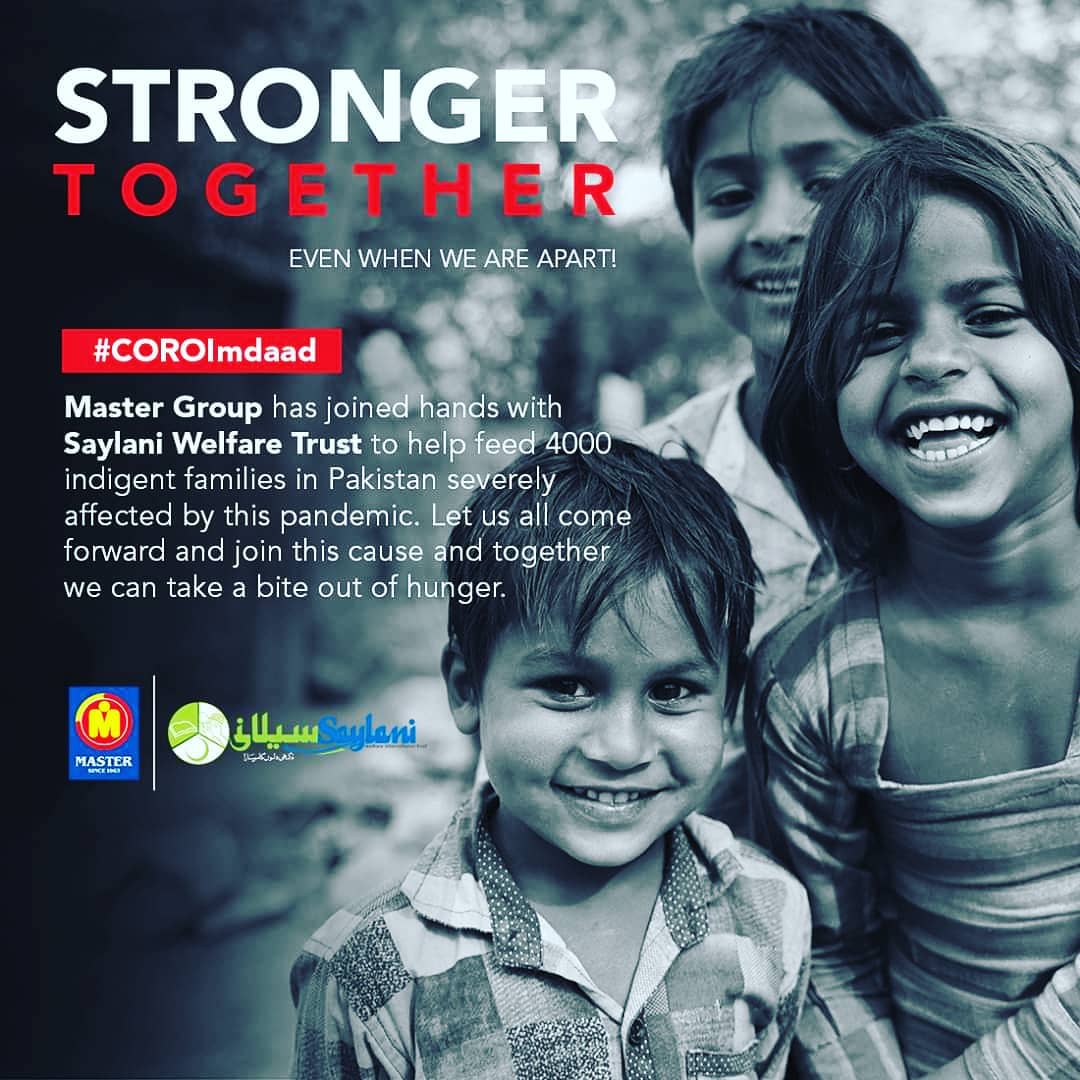 STRONGER
TOGETHER
EVEN WHEN WE ARE APART!
#COROImdaad
Master Group has joined hands with
Saylani Welfare Trust to help feed 4000
indigent families in Pakistan severely
affected by this pandemic. Let us all come
forward and join this cause and together
we can take a bite out of hunger.
M
MASTER
SINCE 1963
سیلانی Saylani